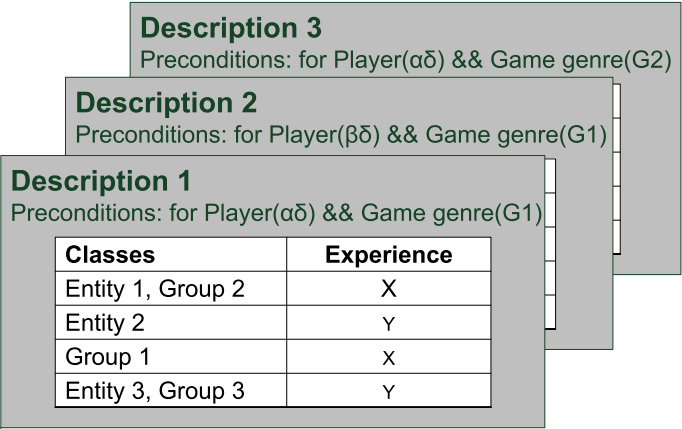 Description 3
Preconditions: for Player(αδ) && Game genre(G2)
Description 2
Preconditions: for Player(βδ) && Game genre(G1)
Description 1
Preconditions: for Player(αδ) && Game genre(G1)
Classes Experience
Entity 1, Group 2 X
Entity 2 Y
Group 1 X
Entity 3, Group 3 Y